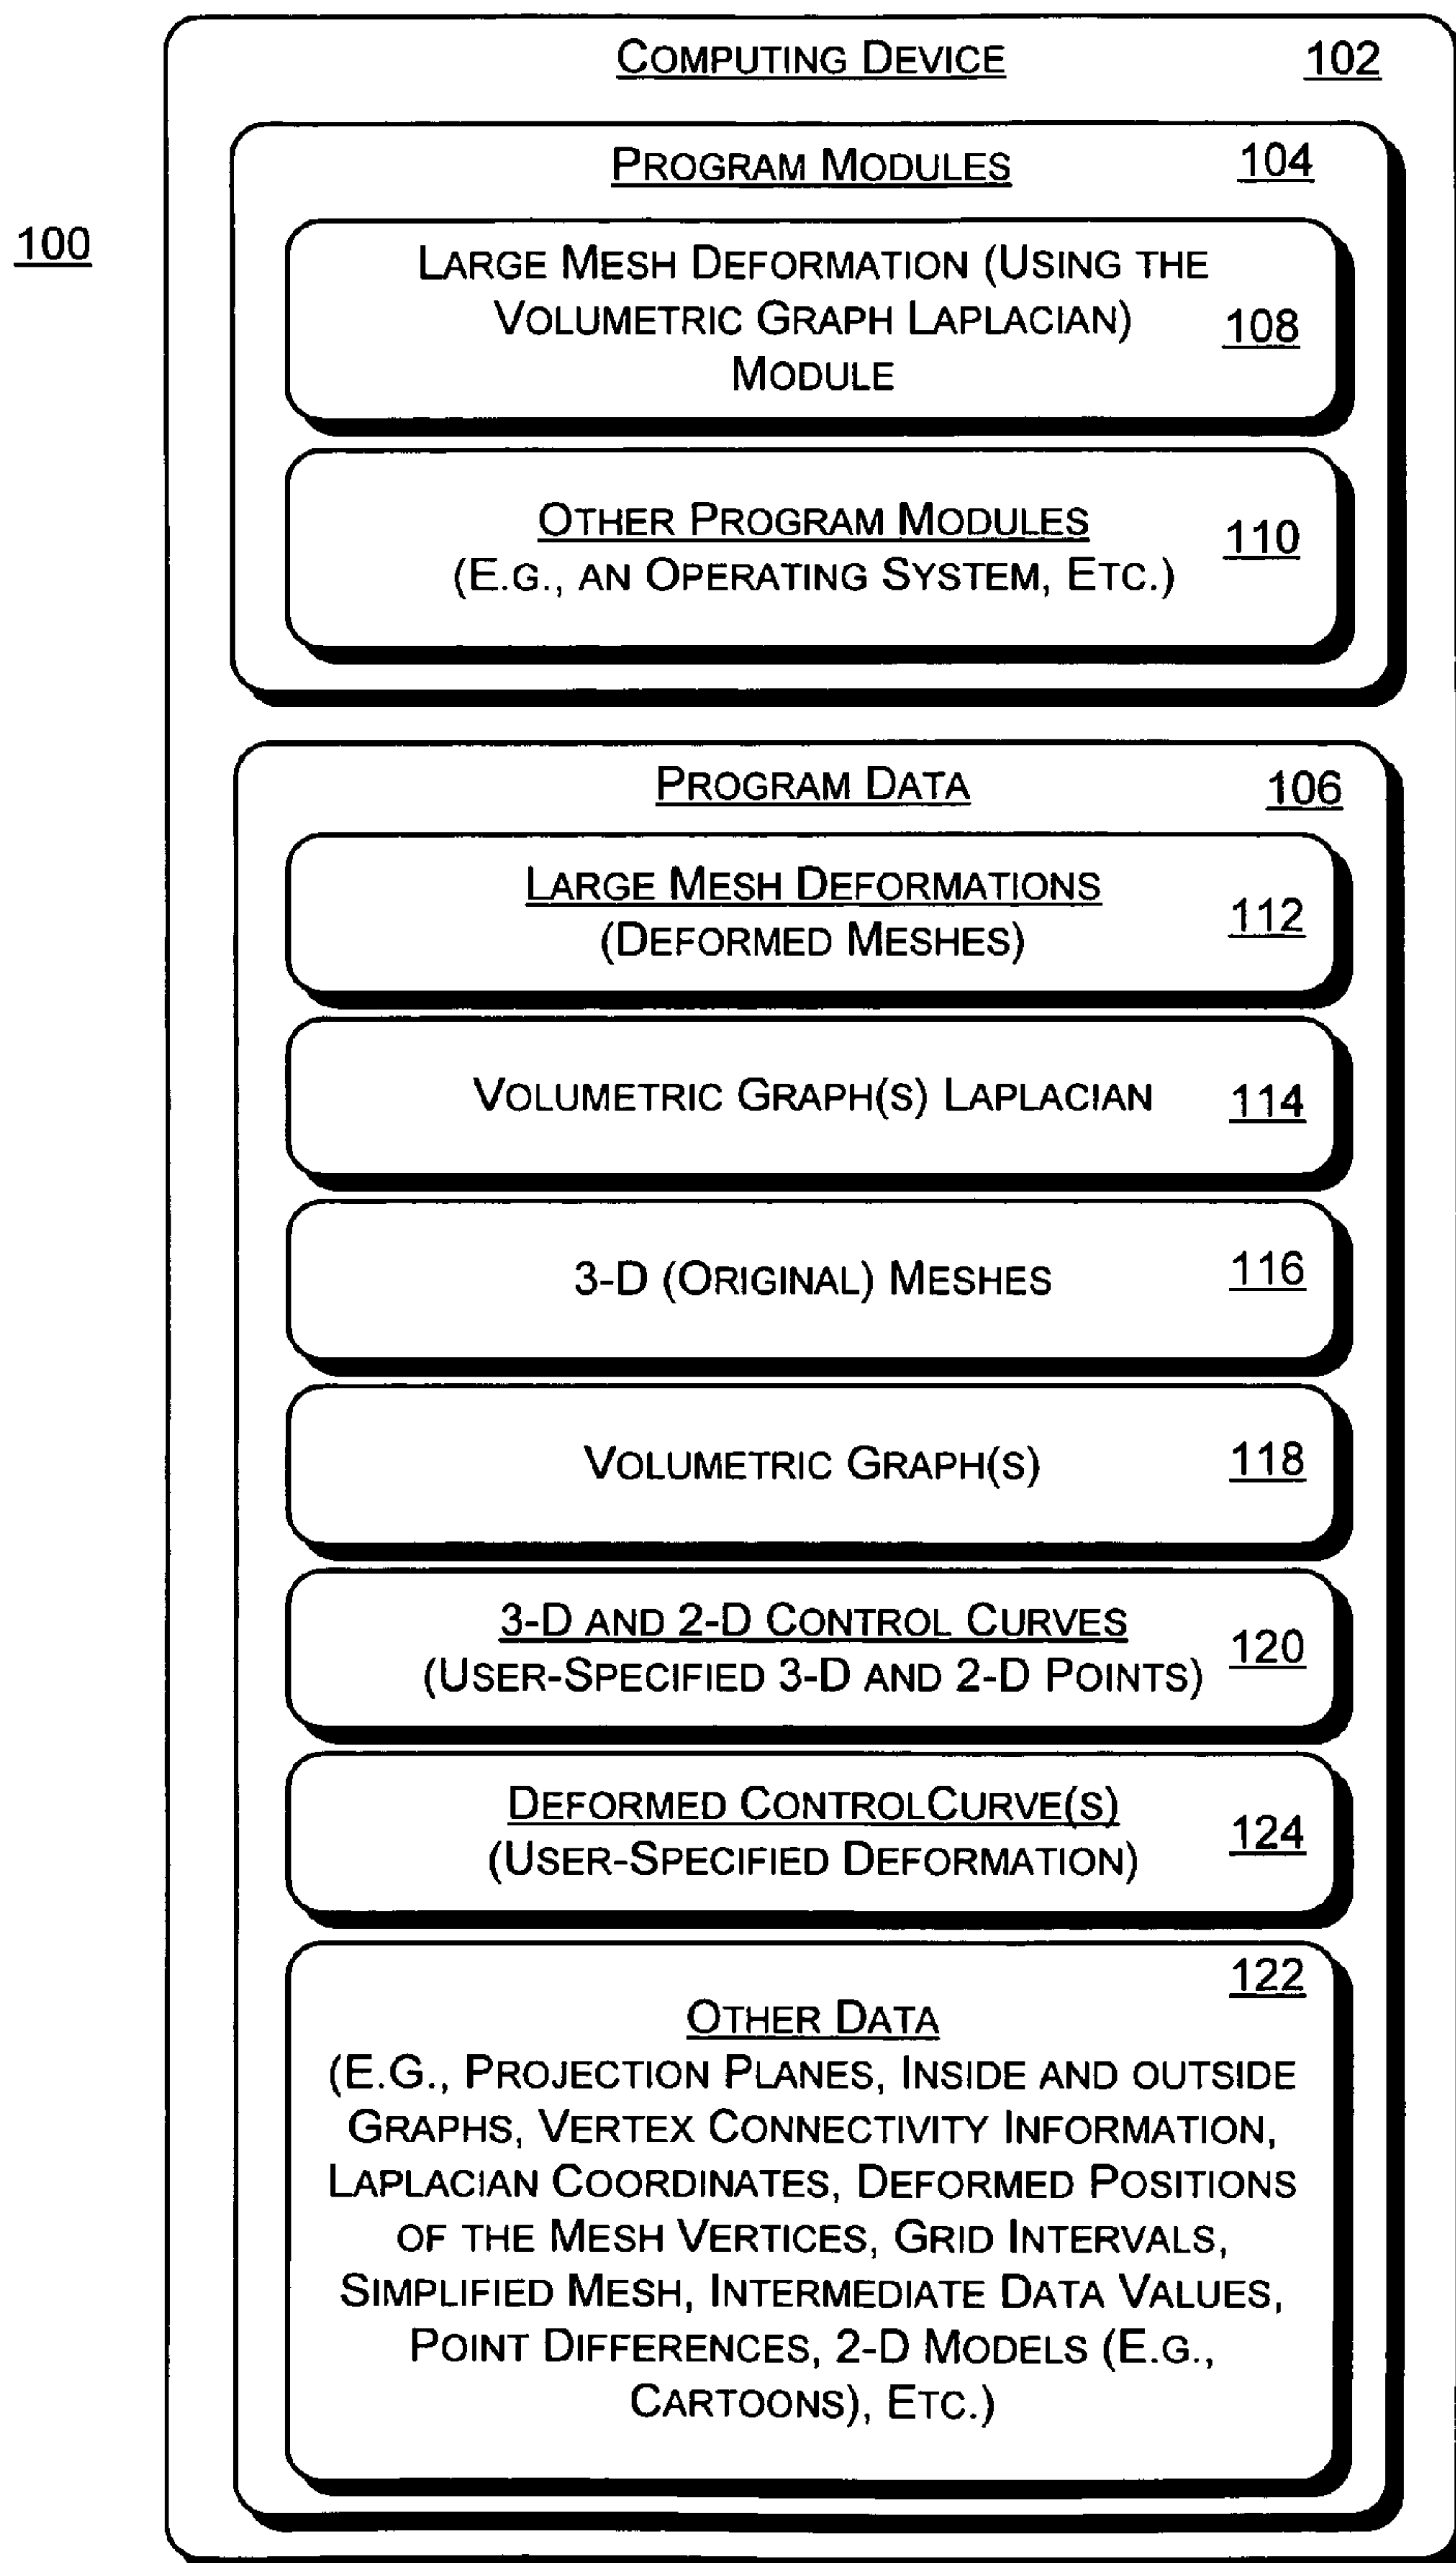 COMPUTING DEVICE 102
PROGRAM MODULES 104
100
LARGE MESH DEFORMATION (USING THE
VOLUMETRIC GRAPH LAPLACIAN) 108
MODULE
OTHER PROGRAM MODULES 110
(E.G., AN OPERATING SYSTEM, ETC.)
PROGRAM DATA 106
LARGE MESH DEFORMATIONS 112
(DEFORMED MESHES)
VOLUMETRIC GRAPH(S) LAPLACIAN 114
3-D (ORIGINAL) MESHES 116
VOLUMETRIC GRAPH(S) 118
3-D AND 2-D CONTROL CURVES 120
(USER-SPECIFIED 3-D AND 2-D POINTS)
DEFORMED CONTROLCURVE(S) 124
(USER-SPECIFIED DEFORMATION)
122
OTHER DATA
(E.G., PROJECTION PLANES, INSIDE AND OUTSIDE
GRAPHS, VERTEX CONNECTIVITY INFORMATION,
LAPLACIAN COORDINATES, DEFORMED POSITIONS
OF THE MESH VERTICES, GRID INTERVALS,
SIMPLIFIED MESH, INTERMEDIATE DATA VALUES,
POINT DIFFERENCES, 2-D MODELS (E.G.,
CARTOONS), ETC.)